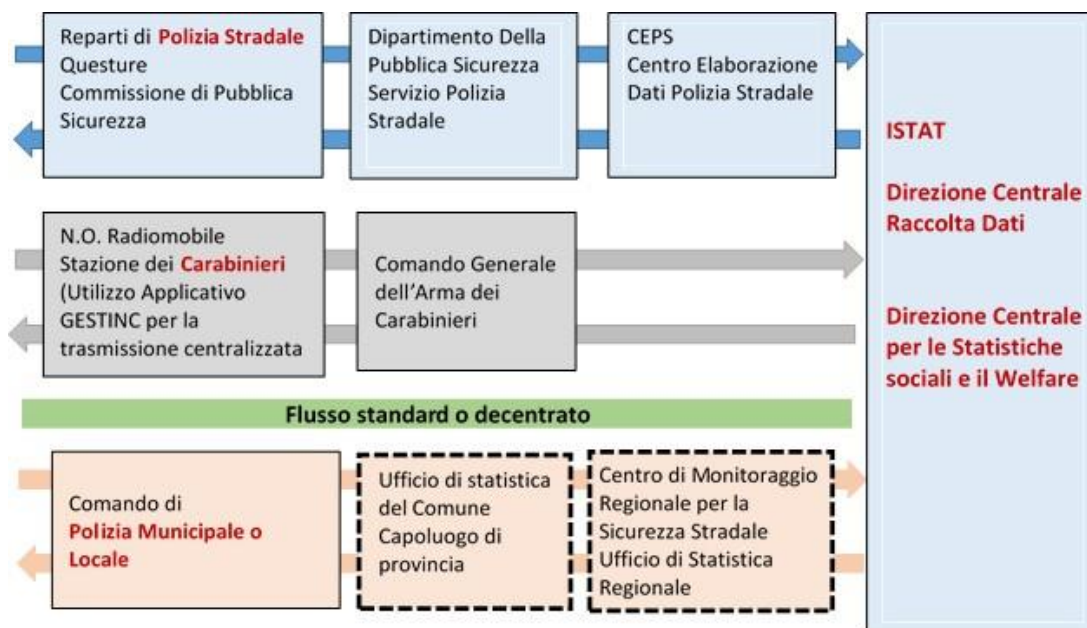 Reparti di Polizia Stradale
Questure
Commissione di Pubblica
Sicurezza
Dipartimento Della
Pubblica Sicurezza
Servizio Polizia
Stradale
CEPS
Centro Elaborazione
Dati Polizia Stradale
ISTAT
Direzione Centrale
Raccolta Dati
Direzione Centrale
per le Statistiche
sociali e il Welfare
N.O. Radiomobile
Stazione dei Carabinieri
(Utilizzo Applicativo
GESTINC per la
trasmissione centralizzata
Comando Generale
dell'Arma dei
Carabinieri
Flusso standard o decentrato
Comando di
Polizia Municipale o
Locale
Ufficio di statistica
del Comune
Capoluogo di
provincia
Centro di Monitoraggio
Regionale per la
Sicurezza Stradale
Ufficio di Statistica
Regionale